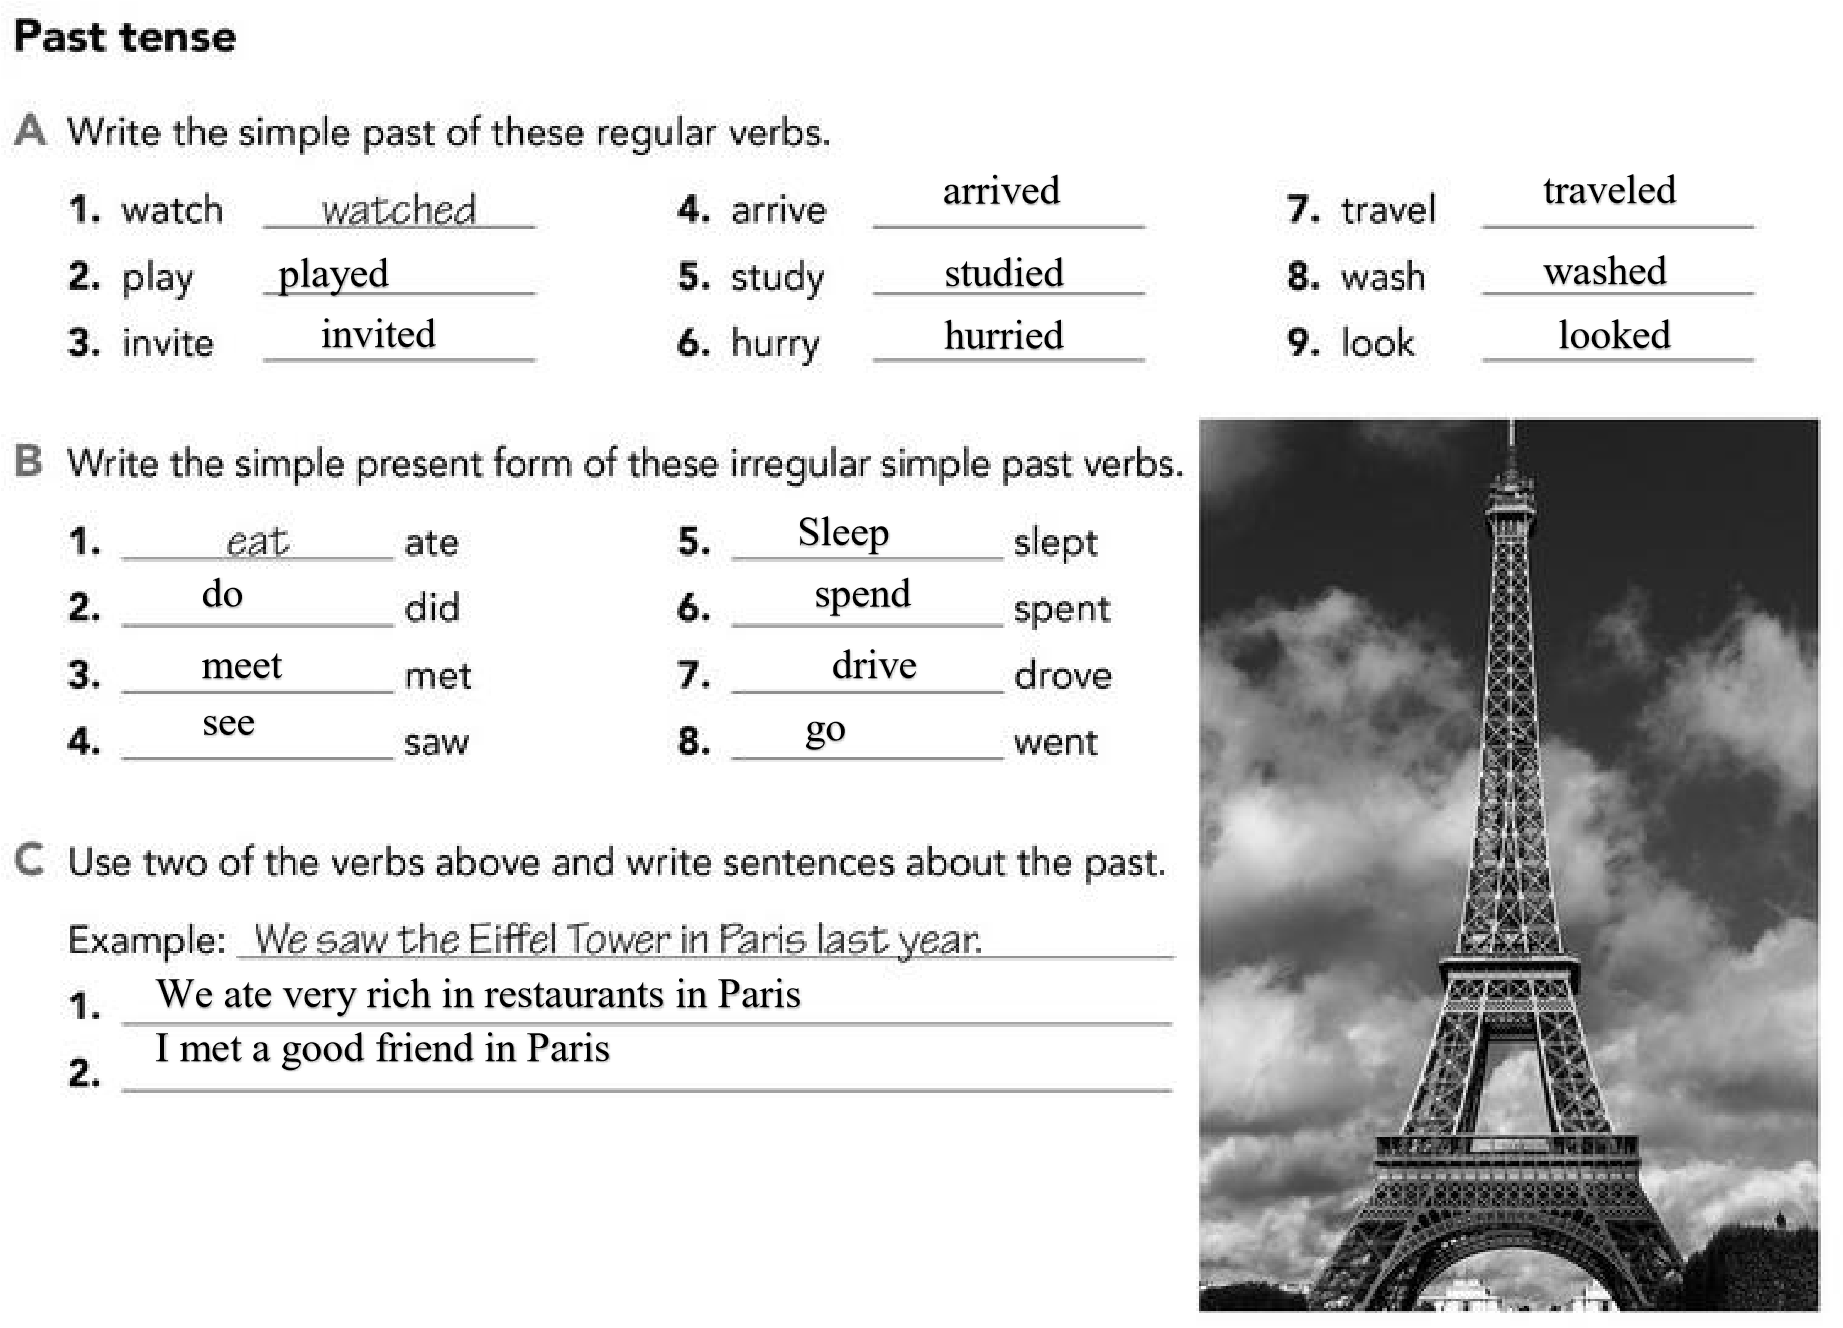 Past tense
A Write the simple past of these regular verbs.
1. watch watched 4. arrive arrived 7. travel traveled
2. play played 5. study studied 8. wash washed
3. invite invited 6. hurry hurried 9. look looked
B Write the simple present form of these irregular simple past verbs.
1. eat ate 5. Sleep slept
2. do did 6. spend spent
3. meet met 7. drive drove
4. see saw 8. go went
C Use two of the verbs above and write sentences about the past.
Example: We saw the Eiffel Tower in Paris last year.
1. We ate very rich in restaurants in Paris
2. I met a good friend in Paris